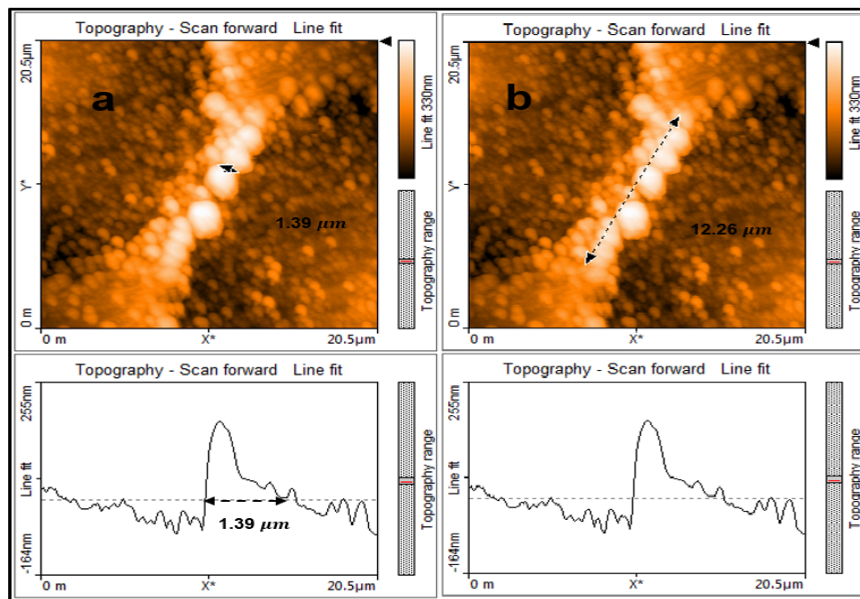 Topography - Scan forward Line fit
20.5µm
Y*
0 m
a
1.39 µm
0 m
X*
20.5µm
Line fit 330nm
Topography range
Topography - Scan forward Line fit
20.5µm
Y*
0 m
b
12.26 µm
0 m
X*
20.5µm
Line fit 330nm
Topography range
Topography - Scan forward Line fit
255nm
Line fit
-164nm
1.39 µm
0 m
X*
20.5µm
Topography range
Topography - Scan forward Line fit
255nm
Line fit
-164nm
0 m
X*
20.5µm
Topography range